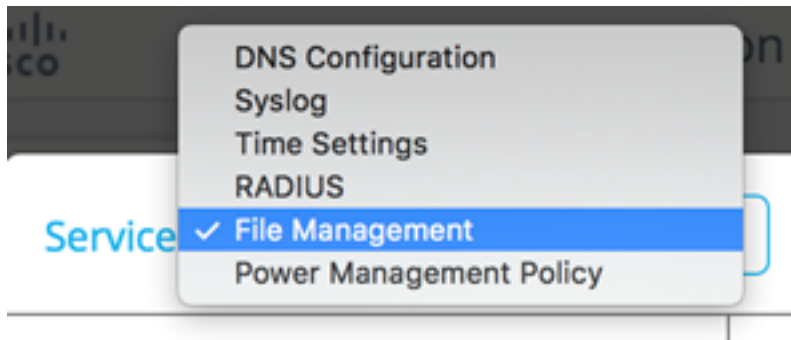 DNS Configuration
Syslog
Time Settings
RADIUS
Service
✓ File Management
Power Management Policy